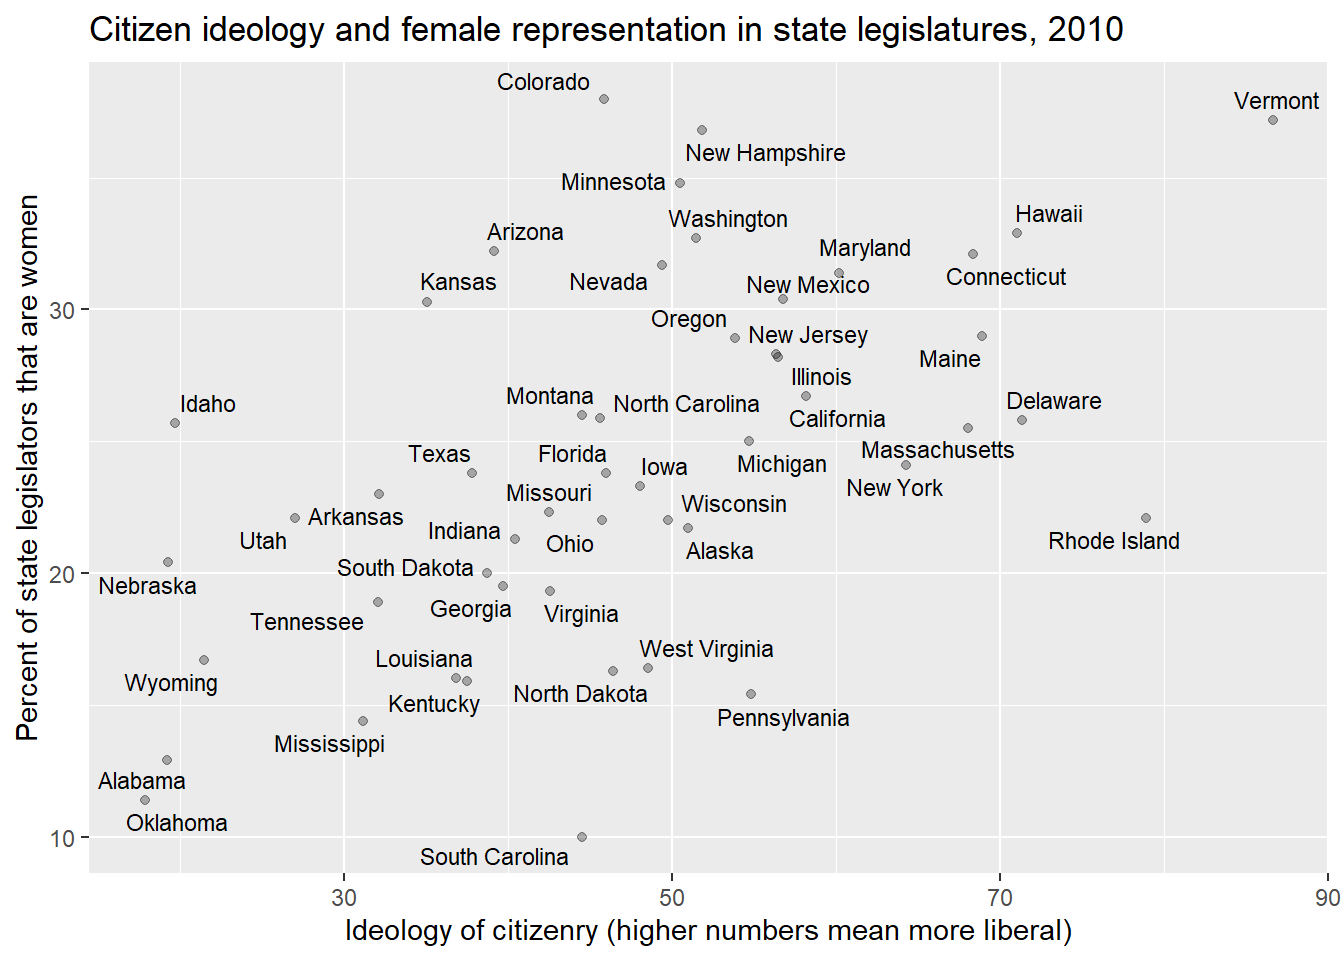 Citizen ideology and female representation in state legislatures, 2010
Colorado
Vermont
New Hampshire
Minnesota
Washington
Hawaii
Arizona
Maryland
Kansas
Nevada
New Mexico
Connecticut
30
Oregon
New Jersey
Maine
Illinois
Idaho
Montana
North Carolina
Delaware
California
Texas
Florida
Massachusetts
Iowa
Michigan
New York
Missouri
Wisconsin
Arkansas
Indiana
Utah
Ohio
Alaska
Rhode Island
South Dakota
20
Nebraska
Georgia
Virginia
Tennessee
West Virginia
Louisiana
Wyoming
North Dakota
Kentucky
Pennsylvania
Mississippi
Alabama
Oklahoma
10
South Carolina
Percent of state legislators that are women
30
50
70
90
Ideology of citizenry (higher numbers mean more liberal)